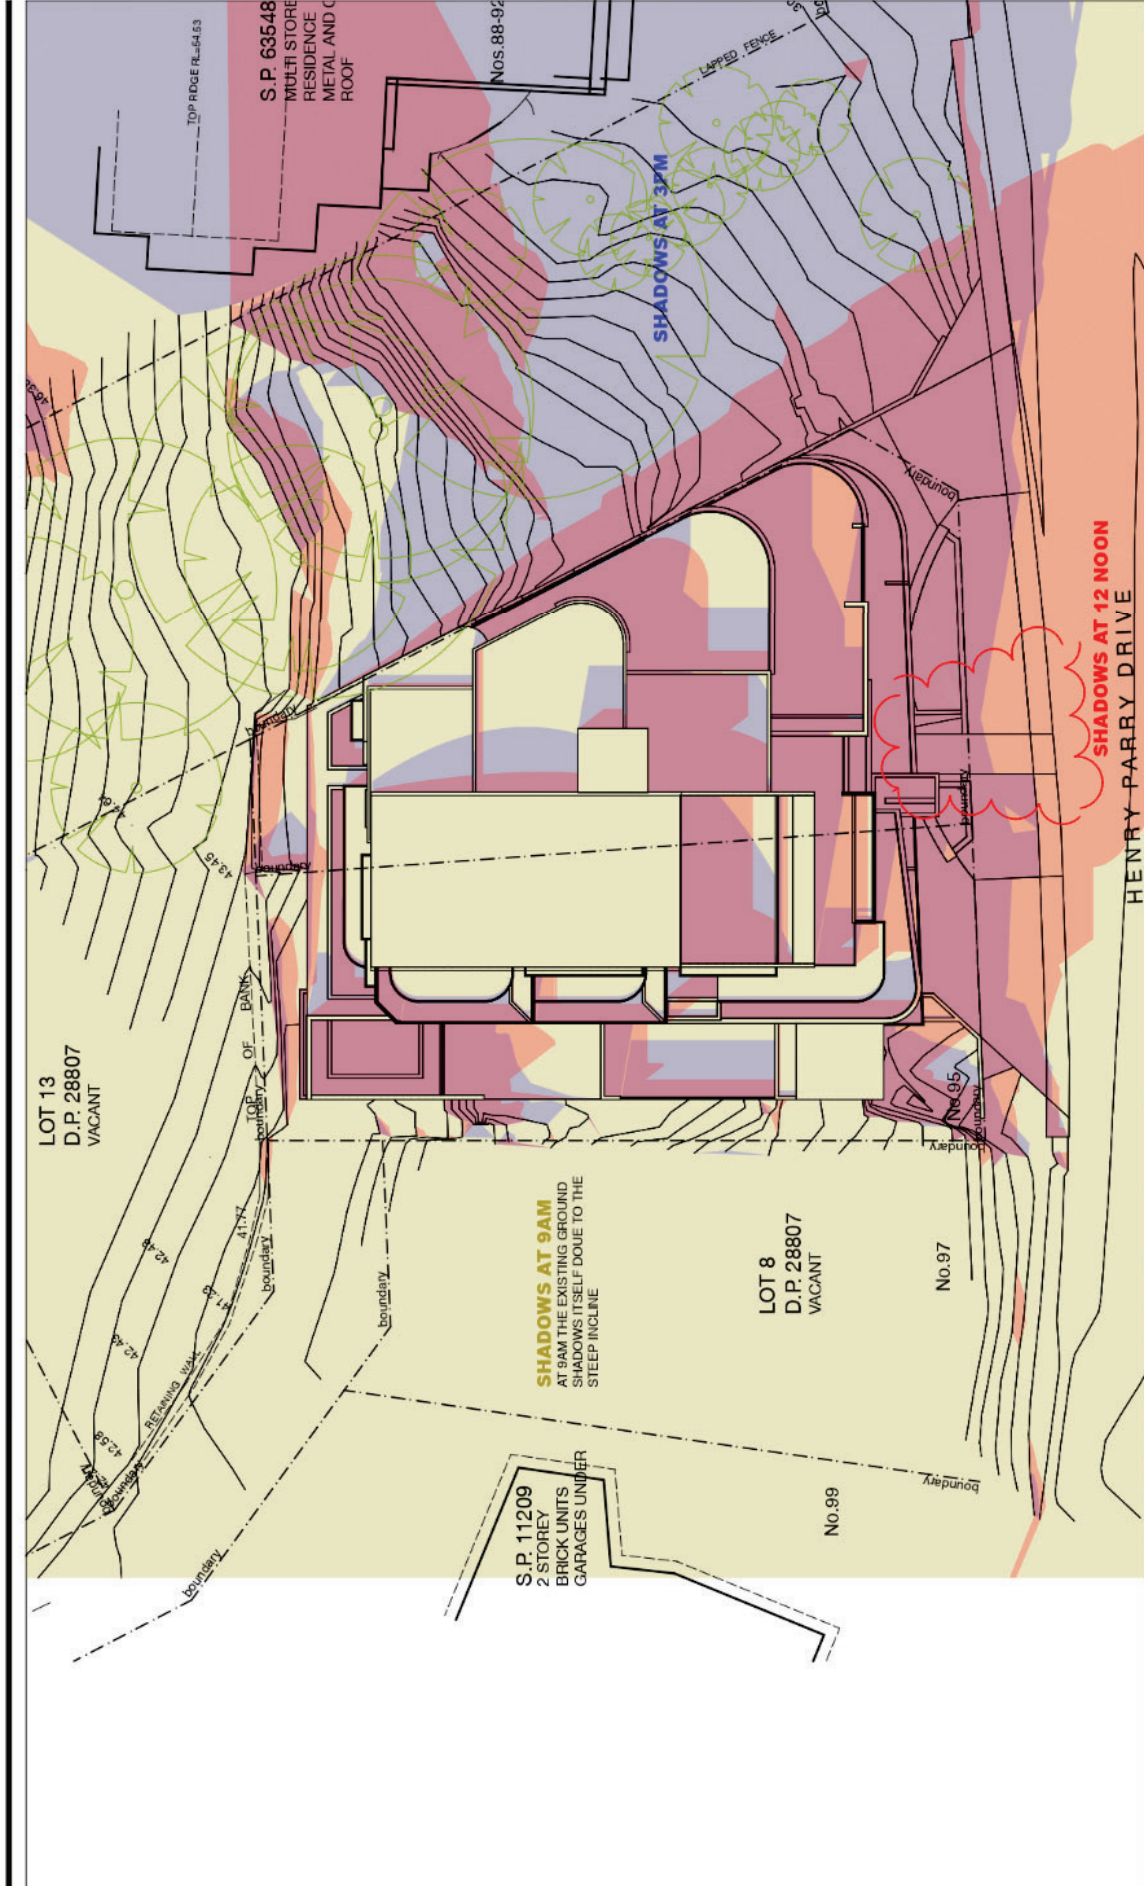 TOP RIDGE RL=54.53
S.P. 63548
MULTI STORE
RESIDENCE
METAL AND
ROOF
Nos.88-92
LAPPED FENCE
SHADOWS AT 3PM
boundary
boundary
boundary
boundary
44.64
43.45
LOT 13
D.P. 28807
VACANT
TOP OF BANK
boundary
41.77
boundary
41.23
42.48
42.43
RETAINING WALL
42.58
boundary
boundary
boundary
SHADOWS AT 9AM
AT 9AM THE EXISTING GROUND
SHADOWS ITSELF DOUE TO THE
STEEP INCLINE
LOT 8
D.P. 28807
VACANT
No.95
boundary
boundary
No.97
No.99
boundary
S.P. 11209
2 STOREY
BRICK UNITS
GARAGES UNDER
SHADOWS AT 12 NOON
HENRY PARRY DRIVE